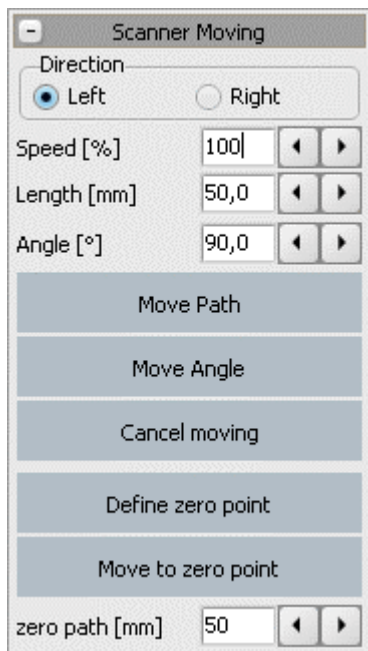 Scanner Moving
Direction
Left Right
Speed [%] 100
Length [mm] 50,0
Angle [°] 90,0
Move Path
Move Angle
Cancel moving
Define zero point
Move to zero point
zero path [mm] 50